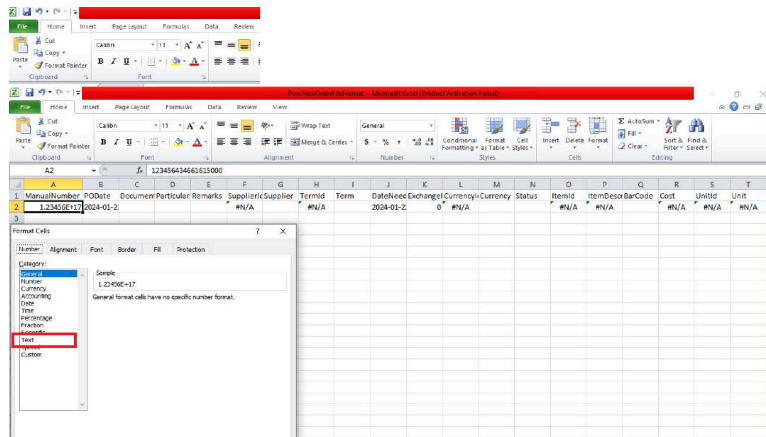 File Home Insert Page Layout Formulas Data Review
Cut
Copy
Format Painter
Paste
Calibri 11
B I U
Clipboard Font
PurchaseOrderFileFormat - Microsoft Excel (Product Activation Failed)
File Home Insert Page Layout Formulas Data Review View
Cut
Copy
Format Painter
Paste
Calibri 11
B I U
Wrap Text
Merge & Center
General
$ - % ,
Conditional Formatting
Format as Table
Cell Styles
Insert Delete Format
AutoSum
Fill
Clear
Sort & Filter
Find & Select
Clipboard Font Alignment Number Styles Cells Editing
A2 fx 123456434661615000
A B C D E F G H I J K L M N O P Q R S T
1 ManualNumber PODate Document Particular Remarks SupplierId Supplier TermId Term DateNeed ExchangeI CurrencyI Currency Status ItemId ItemDescr BarCode Cost UnitId Unit
2 1.23456E+17 2024-01-2 #N/A #N/A 2024-01-2 0 #N/A #N/A #N/A #N/A #N/A #N/A
3
Format Cells ? X
Number Alignment Font Border Fill Protection
Category:
General
Number
Currency
Accounting
Date
Time
Percentage
Fraction
Text
Custom
Sample
1.23456E+17
General format cells have no specific number format.